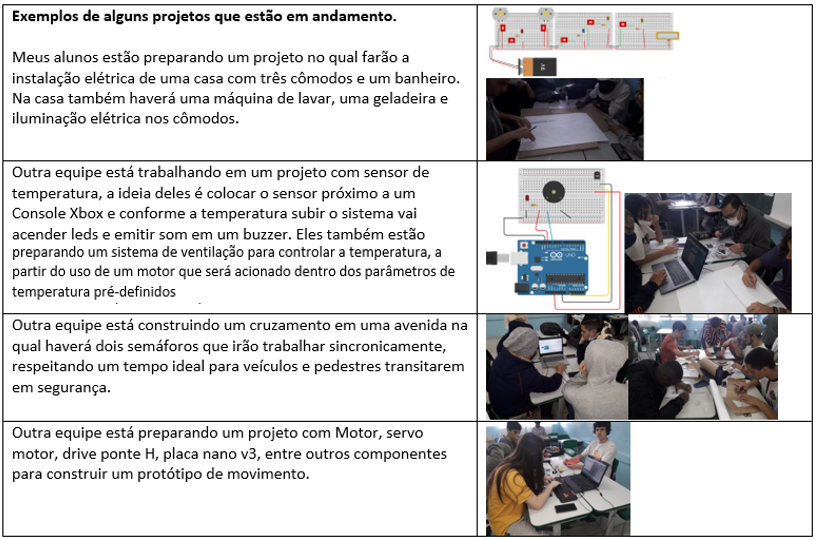 Exemplos de alguns projetos que estão em andamento.
Meus alunos estão preparando um projeto no qual farão a
instalação elétrica de uma casa com três cômodos e um banheiro.
Na casa também haverá uma máquina de lavar, uma geladeira e
iluminação elétrica nos cômodos.
Outra equipe está trabalhando em um projeto com sensor de
temperatura, a ideia deles é colocar o sensor próximo a um
Console Xbox e conforme a temperatura subir o sistema vai
acender leds e emitir som em um buzzer. Eles também estão
preparando um sistema de ventilação para controlar a temperatura, a
partir do uso de um motor que será acionado dentro dos parâmetros de
temperatura pré-definidos
UNO
ARDUINO
Outra equipe está construindo um cruzamento em uma avenida na
qual haverá dois semáforos que irão trabalhar sincronicamente,
respeitando um tempo ideal para veículos e pedestres transitarem
em segurança.
Outra equipe está preparando um projeto com Motor, servo
motor, drive ponte H, placa nano v3, entre outros componentes
para construir um protótipo de movimento.